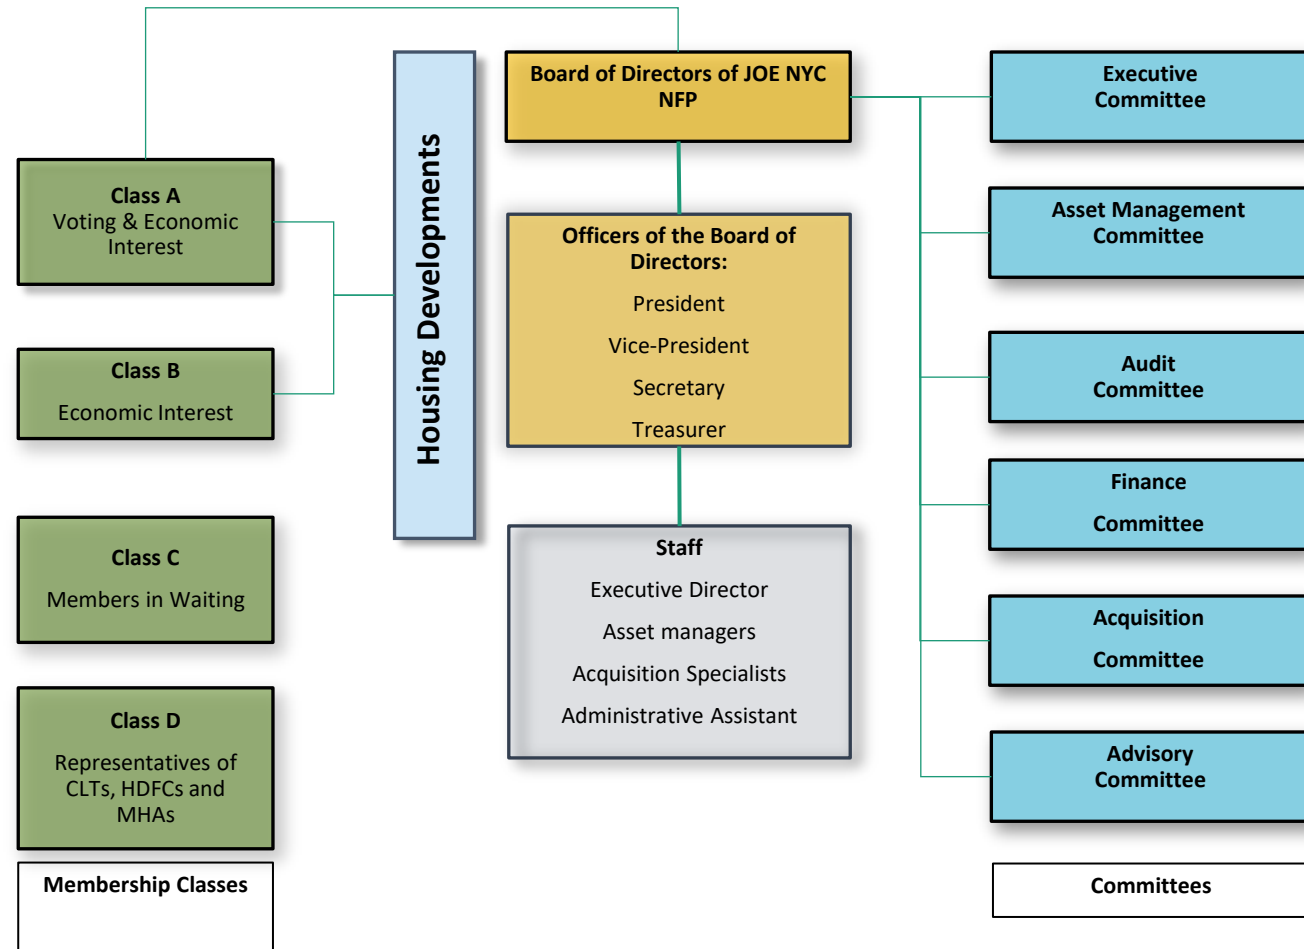 Board of Directors of JOE NYC
NFP
Executive
Committee
Housing Developments
Class A
Voting & Economic
Interest
Asset Management
Committee
Officers of the Board of
Directors:
President
Vice-President
Secretary
Treasurer
Class B
Economic Interest
Audit
Committee
Finance
Committee
Class C
Members in Waiting
Staff
Executive Director
Asset managers
Acquisition Specialists
Administrative Assistant
Acquisition
Committee
Class D
Representatives of
CLTs, HDFCs and
MHAs
Advisory
Committee
Membership Classes
Committees